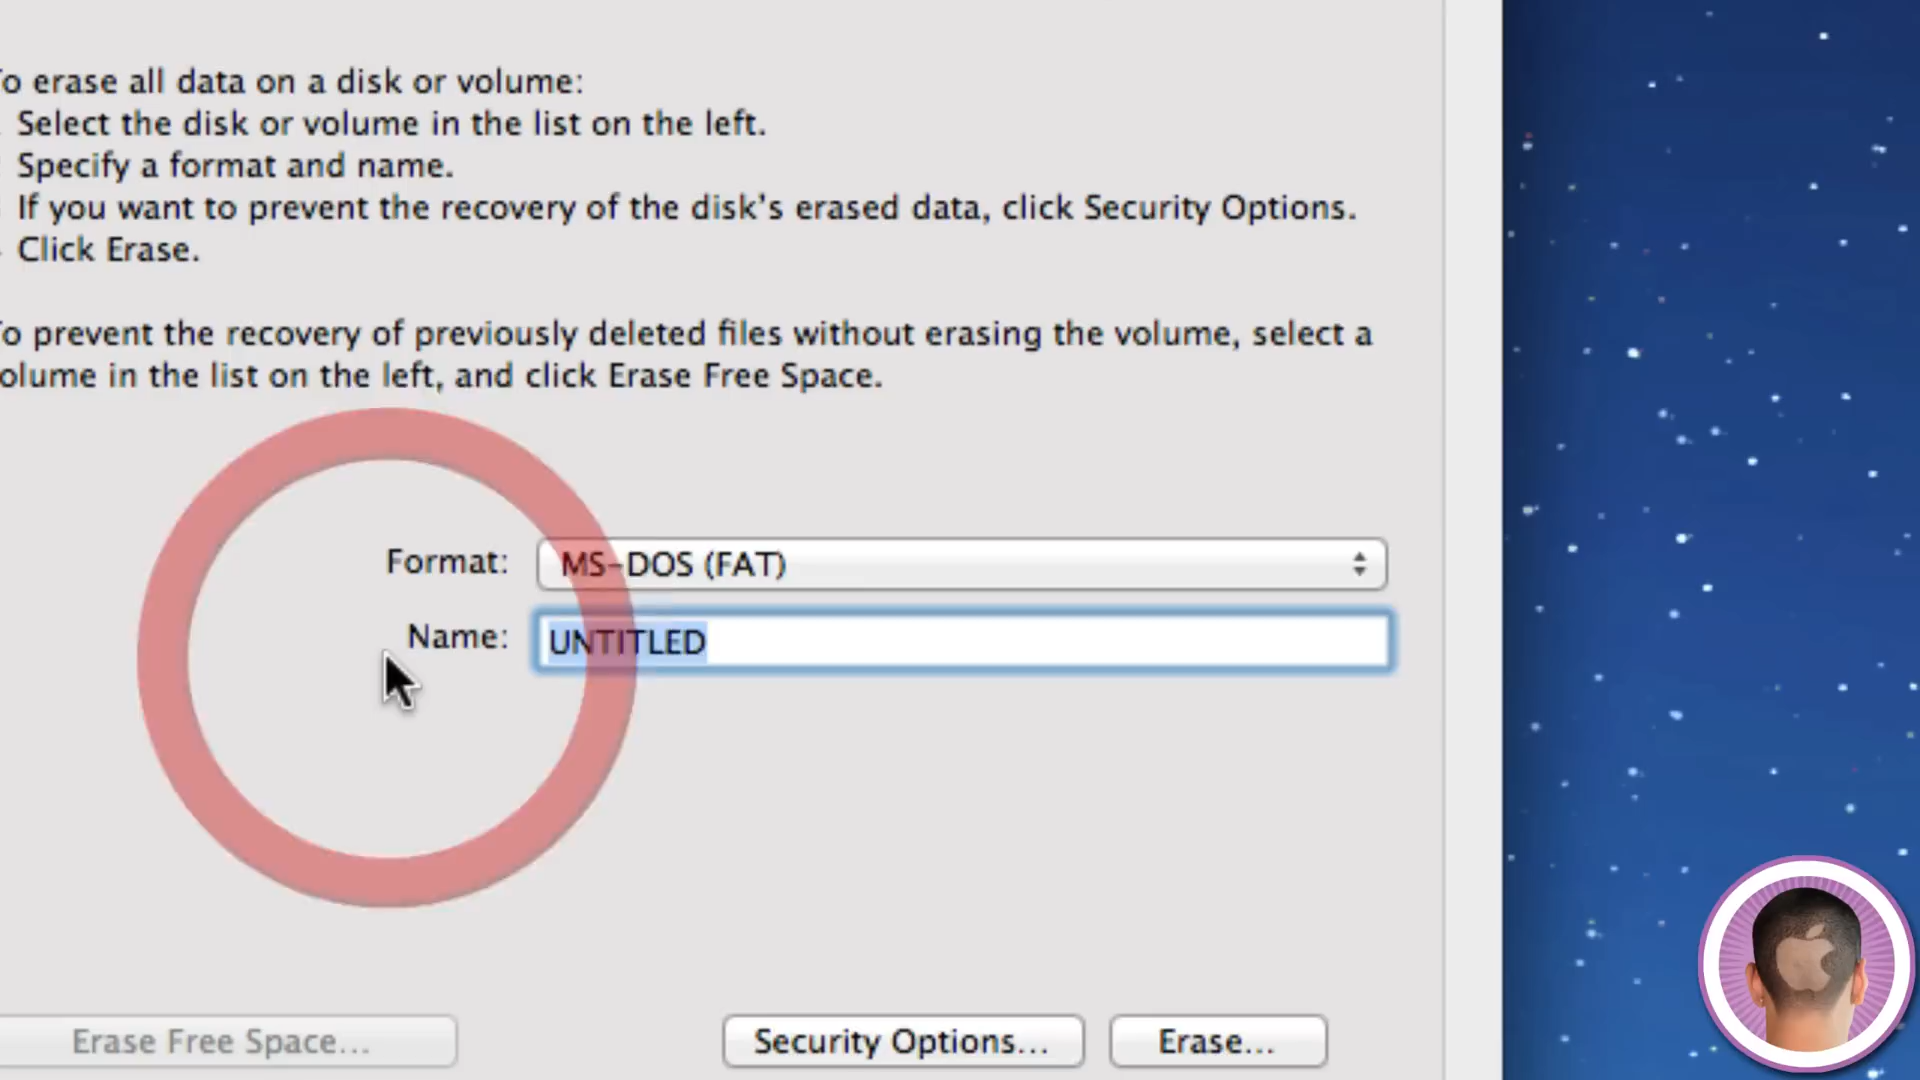 o erase all data on a disk or volume:
Select the disk or volume in the list on the left.
Specify a format and name.
If you want to prevent the recovery of the disk's erased data, click Security Options.
Click Erase.
o prevent the recovery of previously deleted files without erasing the volume, select a
olume in the list on the left, and click Erase Free Space.
Format: MS-DOS (FAT)
Name: UNTITLED
Erase Free Space... Security Options... Erase...